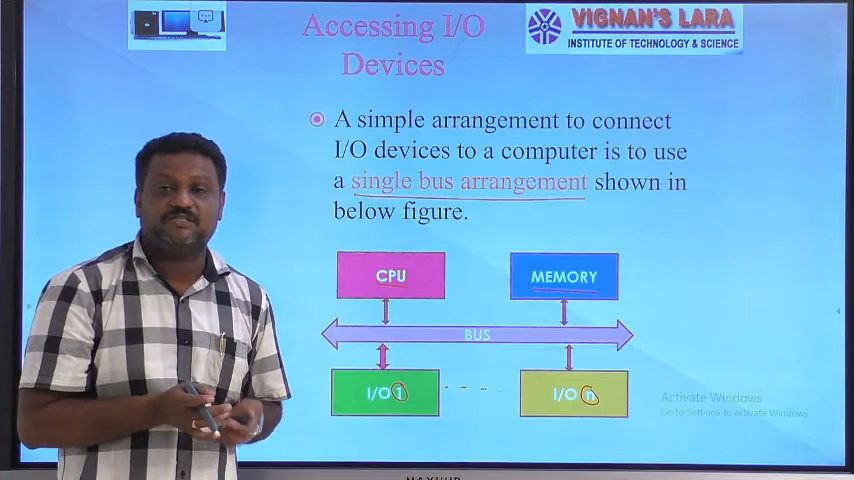 Accessing I/O
Devices
VIGNAN'S LARA
INSTITUTE OF TECHNOLOGY & SCIENCE
A simple arrangement to connect
I/O devices to a computer is to use
a single bus arrangement shown in
below figure.
CPU
MEMORY
BUS
I/O 1
I/O n
Activate Windows
Go to Settings to activate Windows
MAXHUB